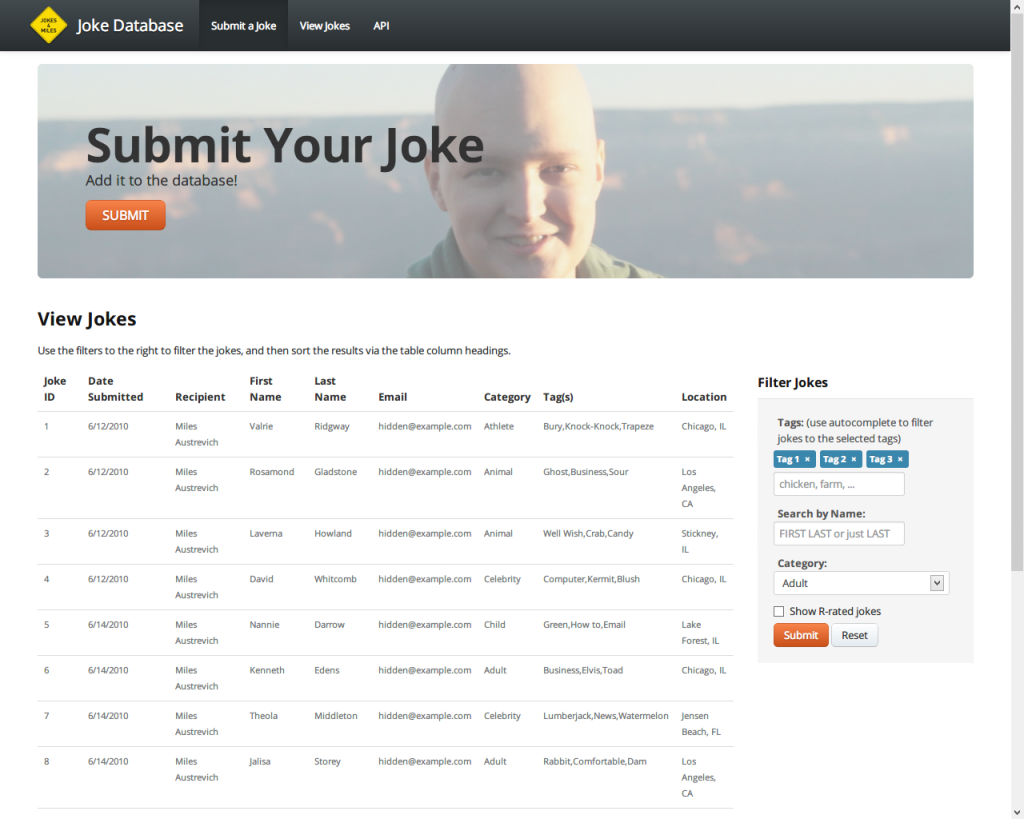 JOKES
4
MILES
Joke Database
Submit a Joke
View Jokes
API
Submit Your Joke
Add it to the database!
SUBMIT
View Jokes
Use the filters to the right to filter the jokes, and then sort the results via the table column headings.
Joke ID Date Submitted Recipient First Name Last Name Email Category Tag(s) Location
1 6/12/2010 Miles Austrevich Valrie Ridgway hidden@example.com Athlete Bury,Knock-Knock,Trapeze Chicago, IL
2 6/12/2010 Miles Austrevich Rosamond Gladstone hidden@example.com Animal Ghost,Business,Sour Los Angeles, CA
3 6/12/2010 Miles Austrevich Laverna Howland hidden@example.com Animal Well Wish,Crab,Candy Stickney, IL
4 6/12/2010 Miles Austrevich David Whitcomb hidden@example.com Celebrity Computer,Kermit,Blush Chicago, IL
5 6/14/2010 Miles Austrevich Nannie Darrow hidden@example.com Child Green,How to,Email Lake Forest, IL
6 6/14/2010 Miles Austrevich Kenneth Edens hidden@example.com Adult Business,Elvis,Toad Chicago, IL
7 6/14/2010 Miles Austrevich Theola Middleton hidden@example.com Celebrity Lumberjack,News,Watermelon Jensen Beach, FL
8 6/14/2010 Miles Austrevich Jalisa Storey hidden@example.com Adult Rabbit,Comfortable,Dam Los Angeles, CA
Filter Jokes
Tags: (use autocomplete to filter
jokes to the selected tags)
Tag 1 × Tag 2 × Tag 3 ×
chicken, farm, ...
Search by Name:
FIRST LAST or just LAST
Category:
Adult
Show R-rated jokes
Submit Reset